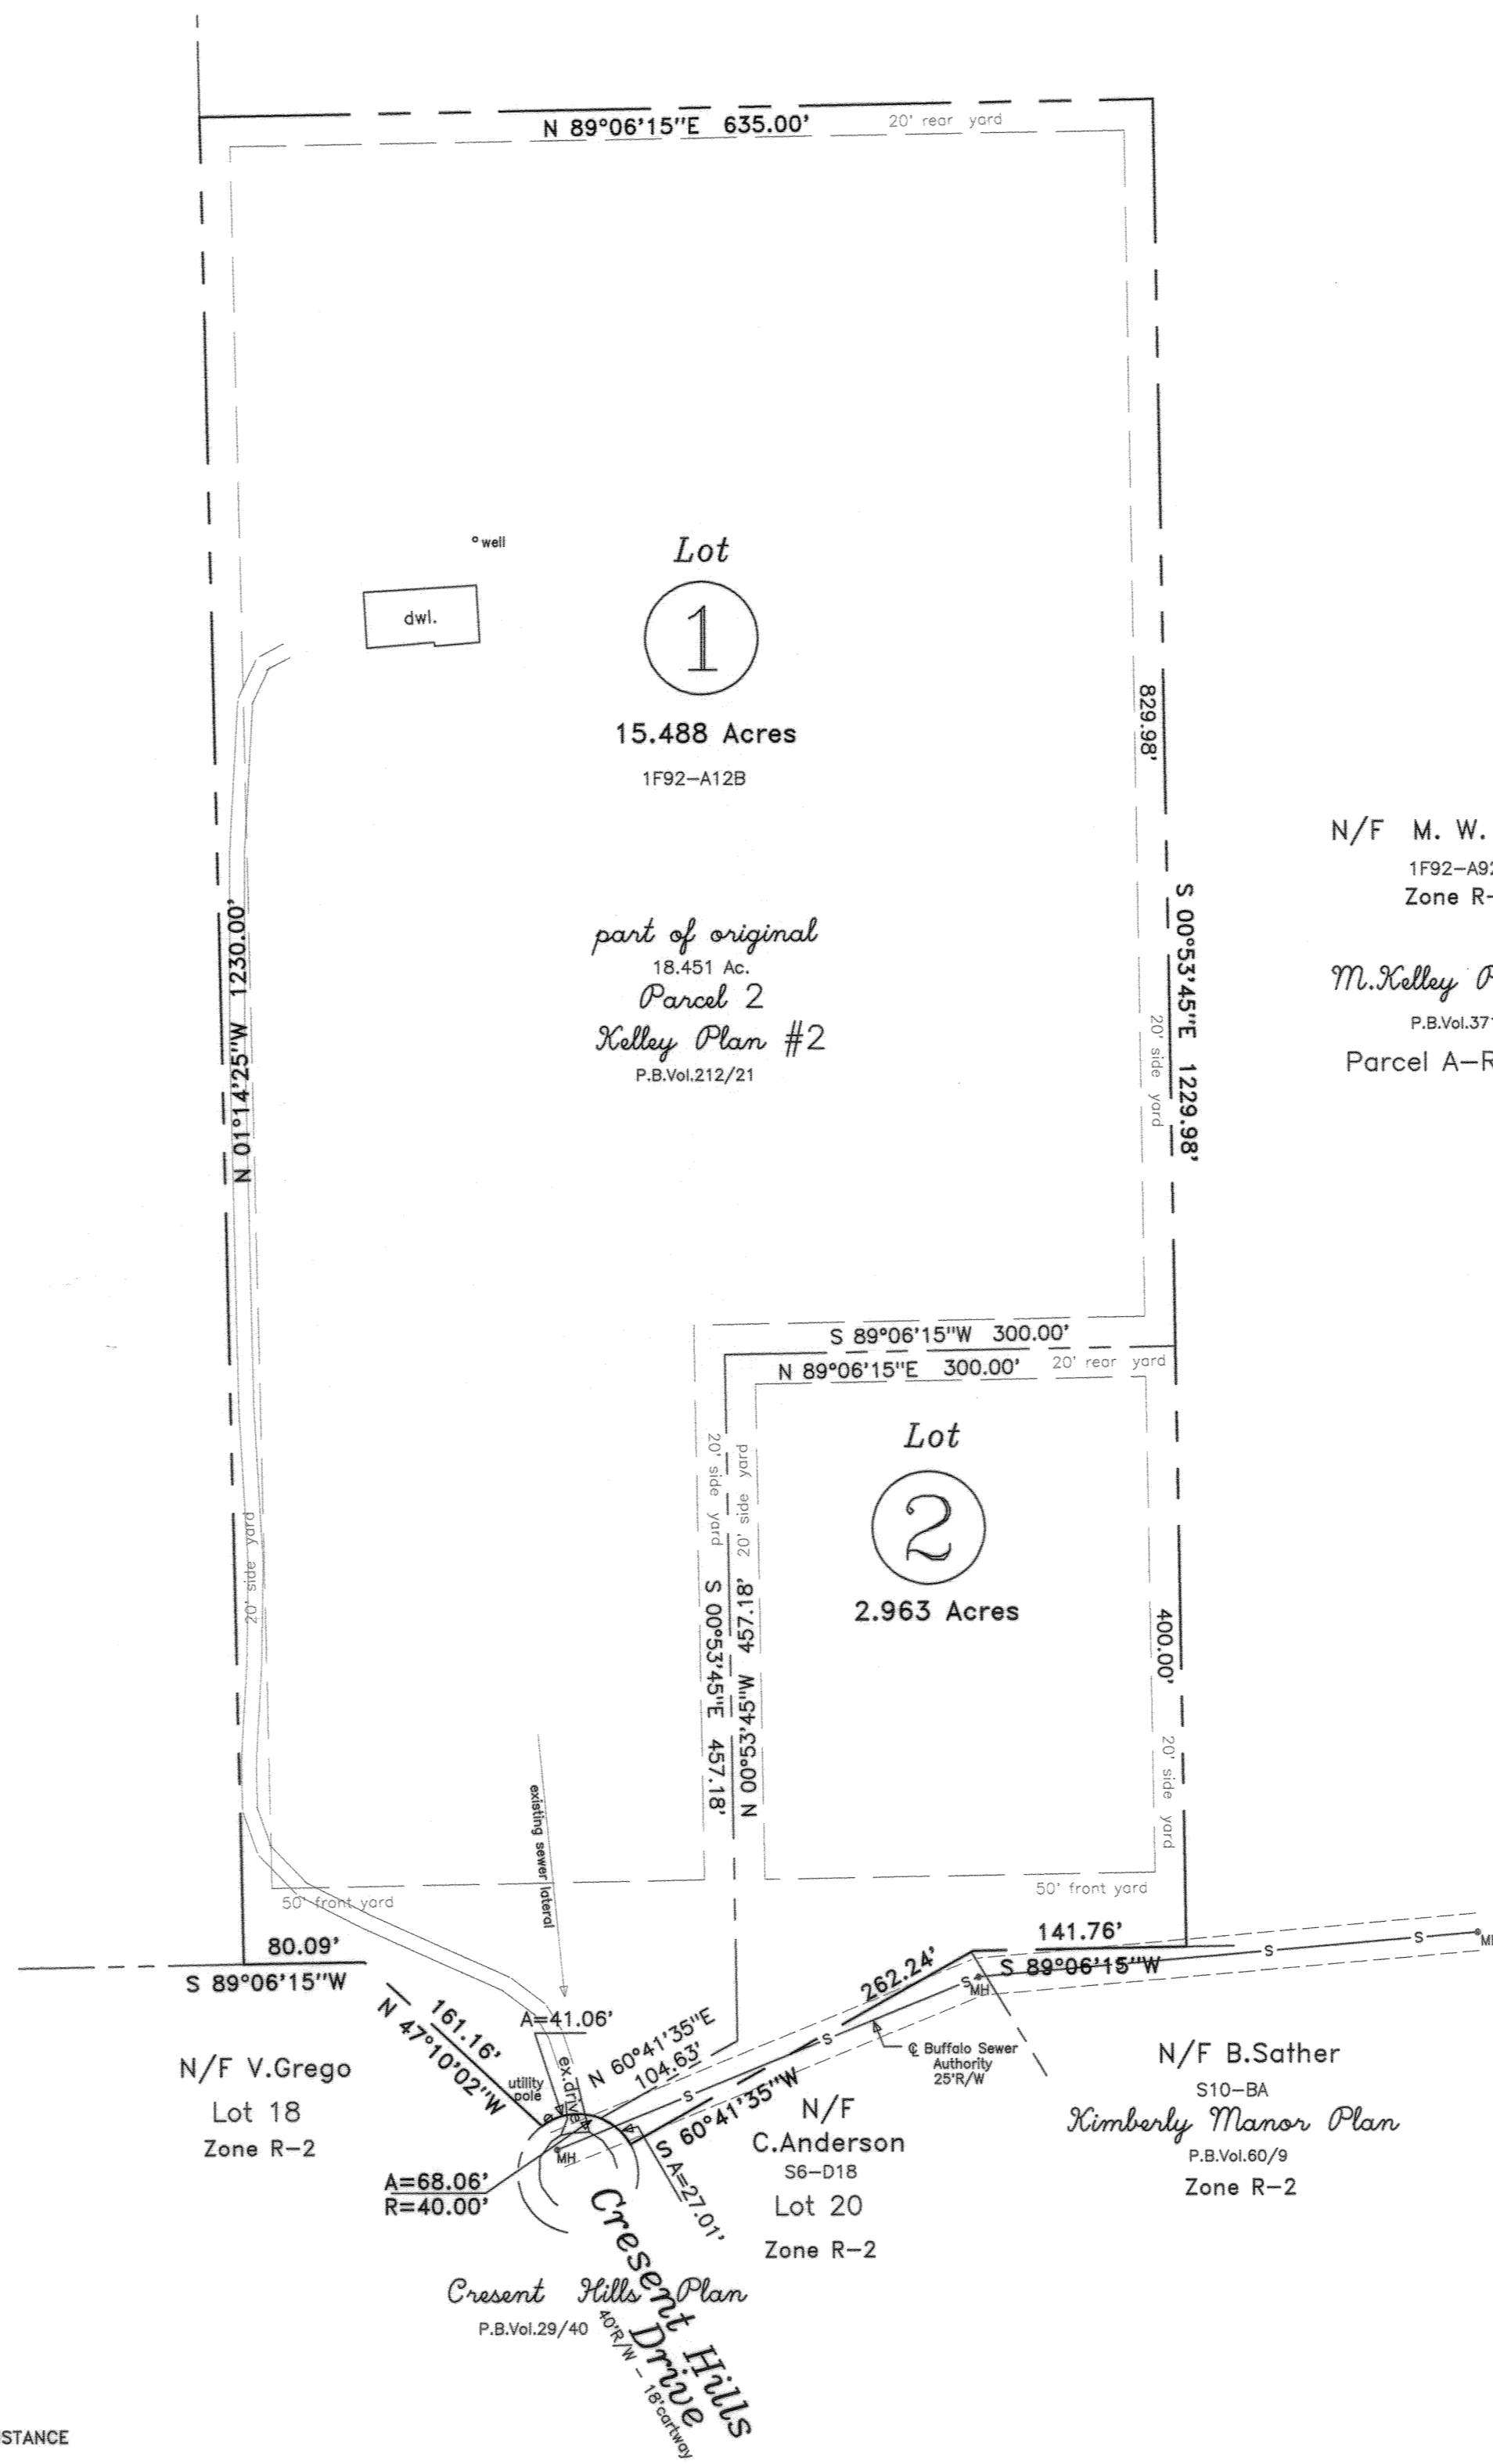 N 89°06'15"E 635.00'
20' rear yard
well
dwl.
Lot
1
15.488 Acres
1F92-A12B
829.98'
N/F M. W.
1F92-A92
Zone R-
part of original
18.451 Ac.
Parcel 2
Kelley Plan #2
P.B.Vol.212/21
N 01°14'25"W 1230.00'
S 00°53'45"E 1229.98'
20' side yard
M.Kelley P
P.B.Vol.371
Parcel A-R
S 89°06'15"W 300.00'
N 89°06'15"E 300.00'
20' rear yard
Lot
2
2.963 Acres
20' side yard
20' side yard
20' side yard
S 00°53'45"E 457.18'
N 00°53'45"W 457.18'
400.00'
20' side yard
existing sewer lateral
50' front yard
50' front yard
80.09'
S 89°06'15"W
141.76'
S 89°06'15"W
262.24'
S
S
S
S
S
MH
MH
161.16'
N 47°10'02"W
A=41.06'
N 60°41'35"E
104.63'
utility
pole
ex.drive
℄ Buffalo Sewer
Authority
25'R/W
S 60°41'35"W
MH
A=27.01'
N/F V.Grego
Lot 18
Zone R-2
A=68.06'
R=40.00'
N/F
C.Anderson
S6-D18
Lot 20
Zone R-2
N/F B.Sather
S10-BA
Kimberly Manor Plan
P.B.Vol.60/9
Zone R-2
Cresent Hills Plan
P.B.Vol.29/40
Cresent Hills
Drive
40'R/W - 18'cartway
STANCE